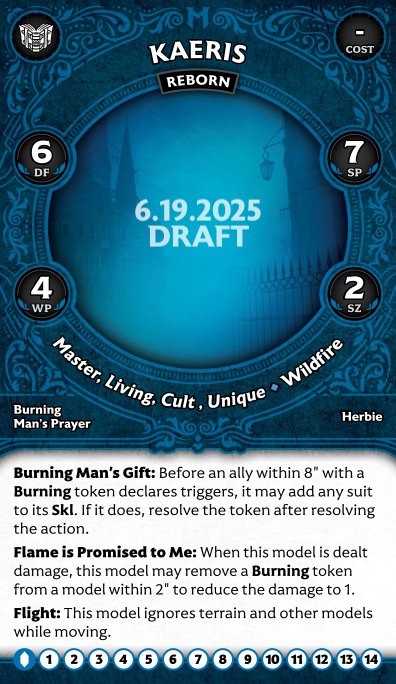 M
KAERIS
REBORN
-
COST
6
DF
7
SP
6.19.2025
DRAFT
4
WP
2
SZ
Master, Living, Cult , Unique ♦ Wildfire
Burning
Man's Prayer
Herbie
Burning Man's Gift: Before an ally within 8" with a
Burning token declares triggers, it may add any suit
to its Skl. If it does, resolve the token after resolving
the action.
Flame is Promised to Me: When this model is dealt
damage, this model may remove a Burning token
from a model within 2" to reduce the damage to 1.
Flight: This model ignores terrain and other models
while moving.
1 2 3 4 5 6 7 8 9 10 11 12 13 14